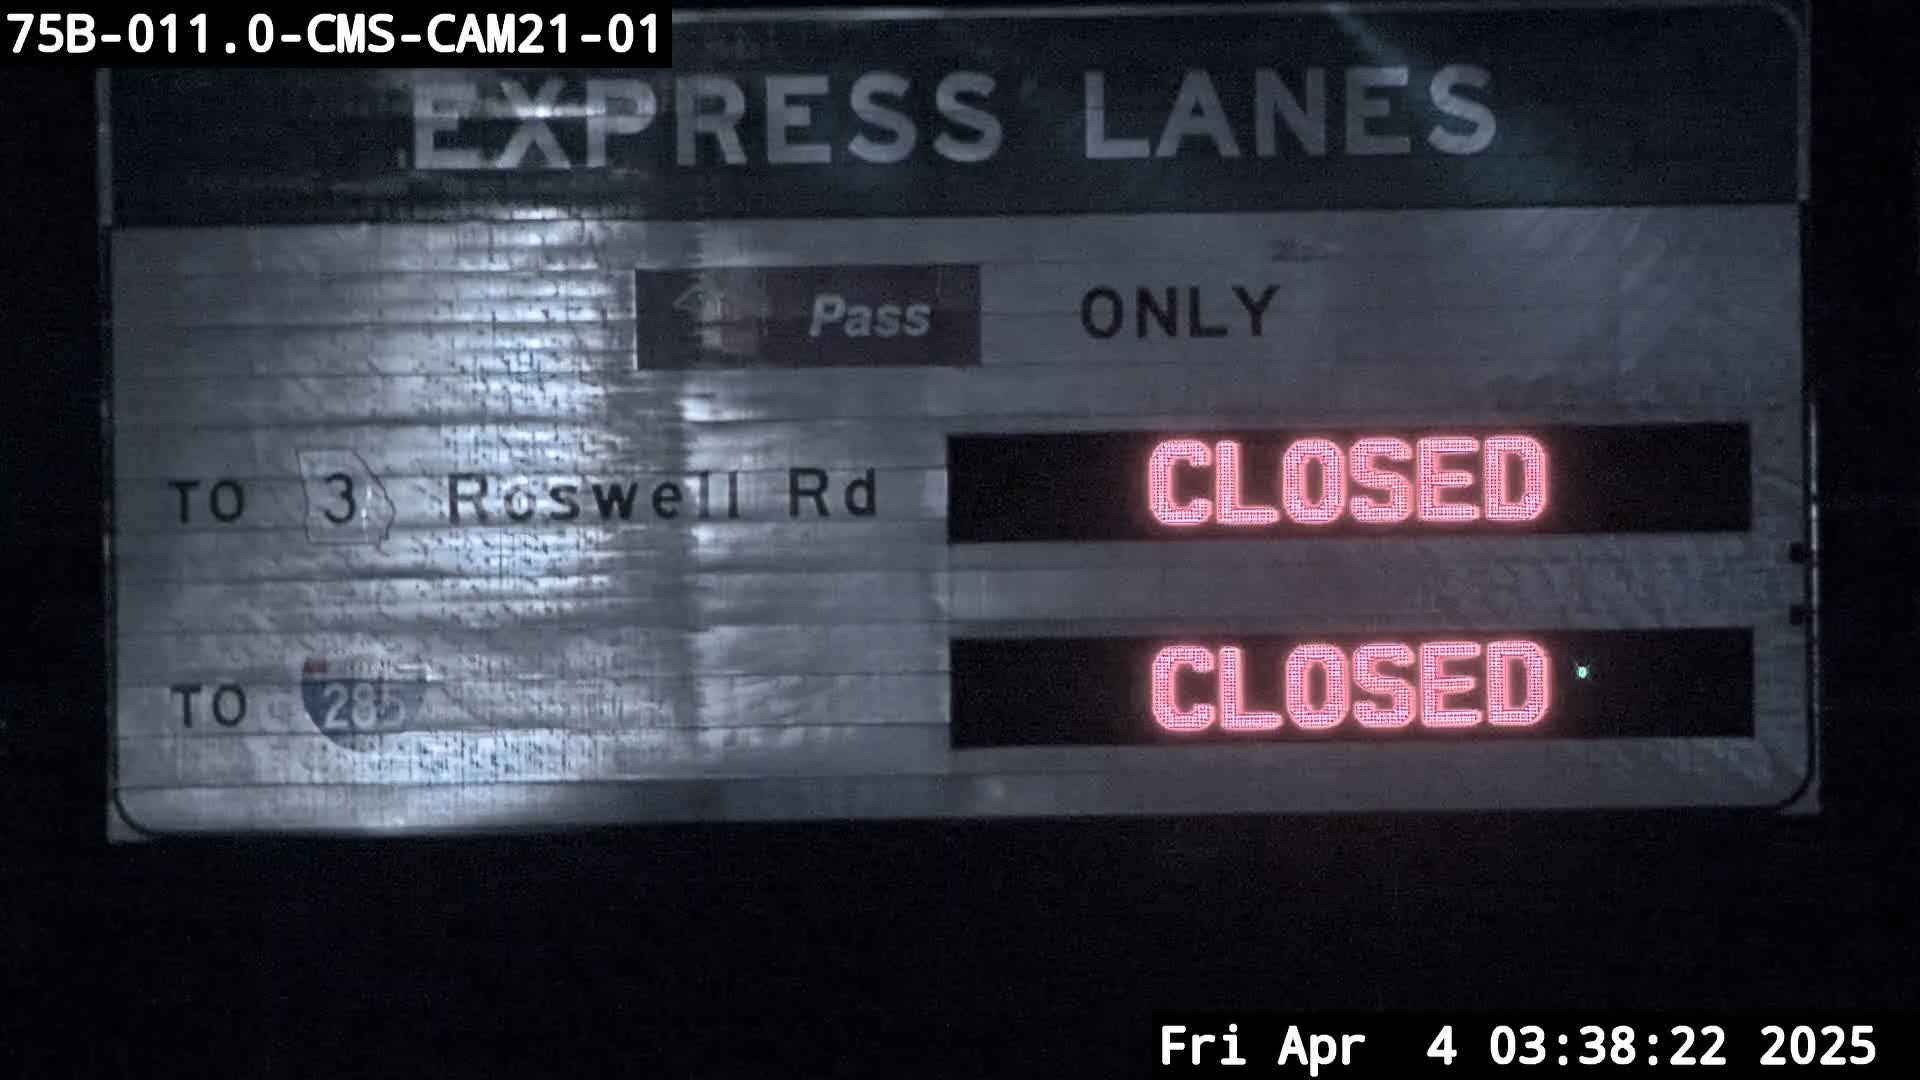 75B-011.0-CMS-CAM21-01
EXPRESS LANES
Pass ONLY
TO 3 Roswell Rd CLOSED
TO 285 CLOSED
Fri Apr 4 03:38:22 2025